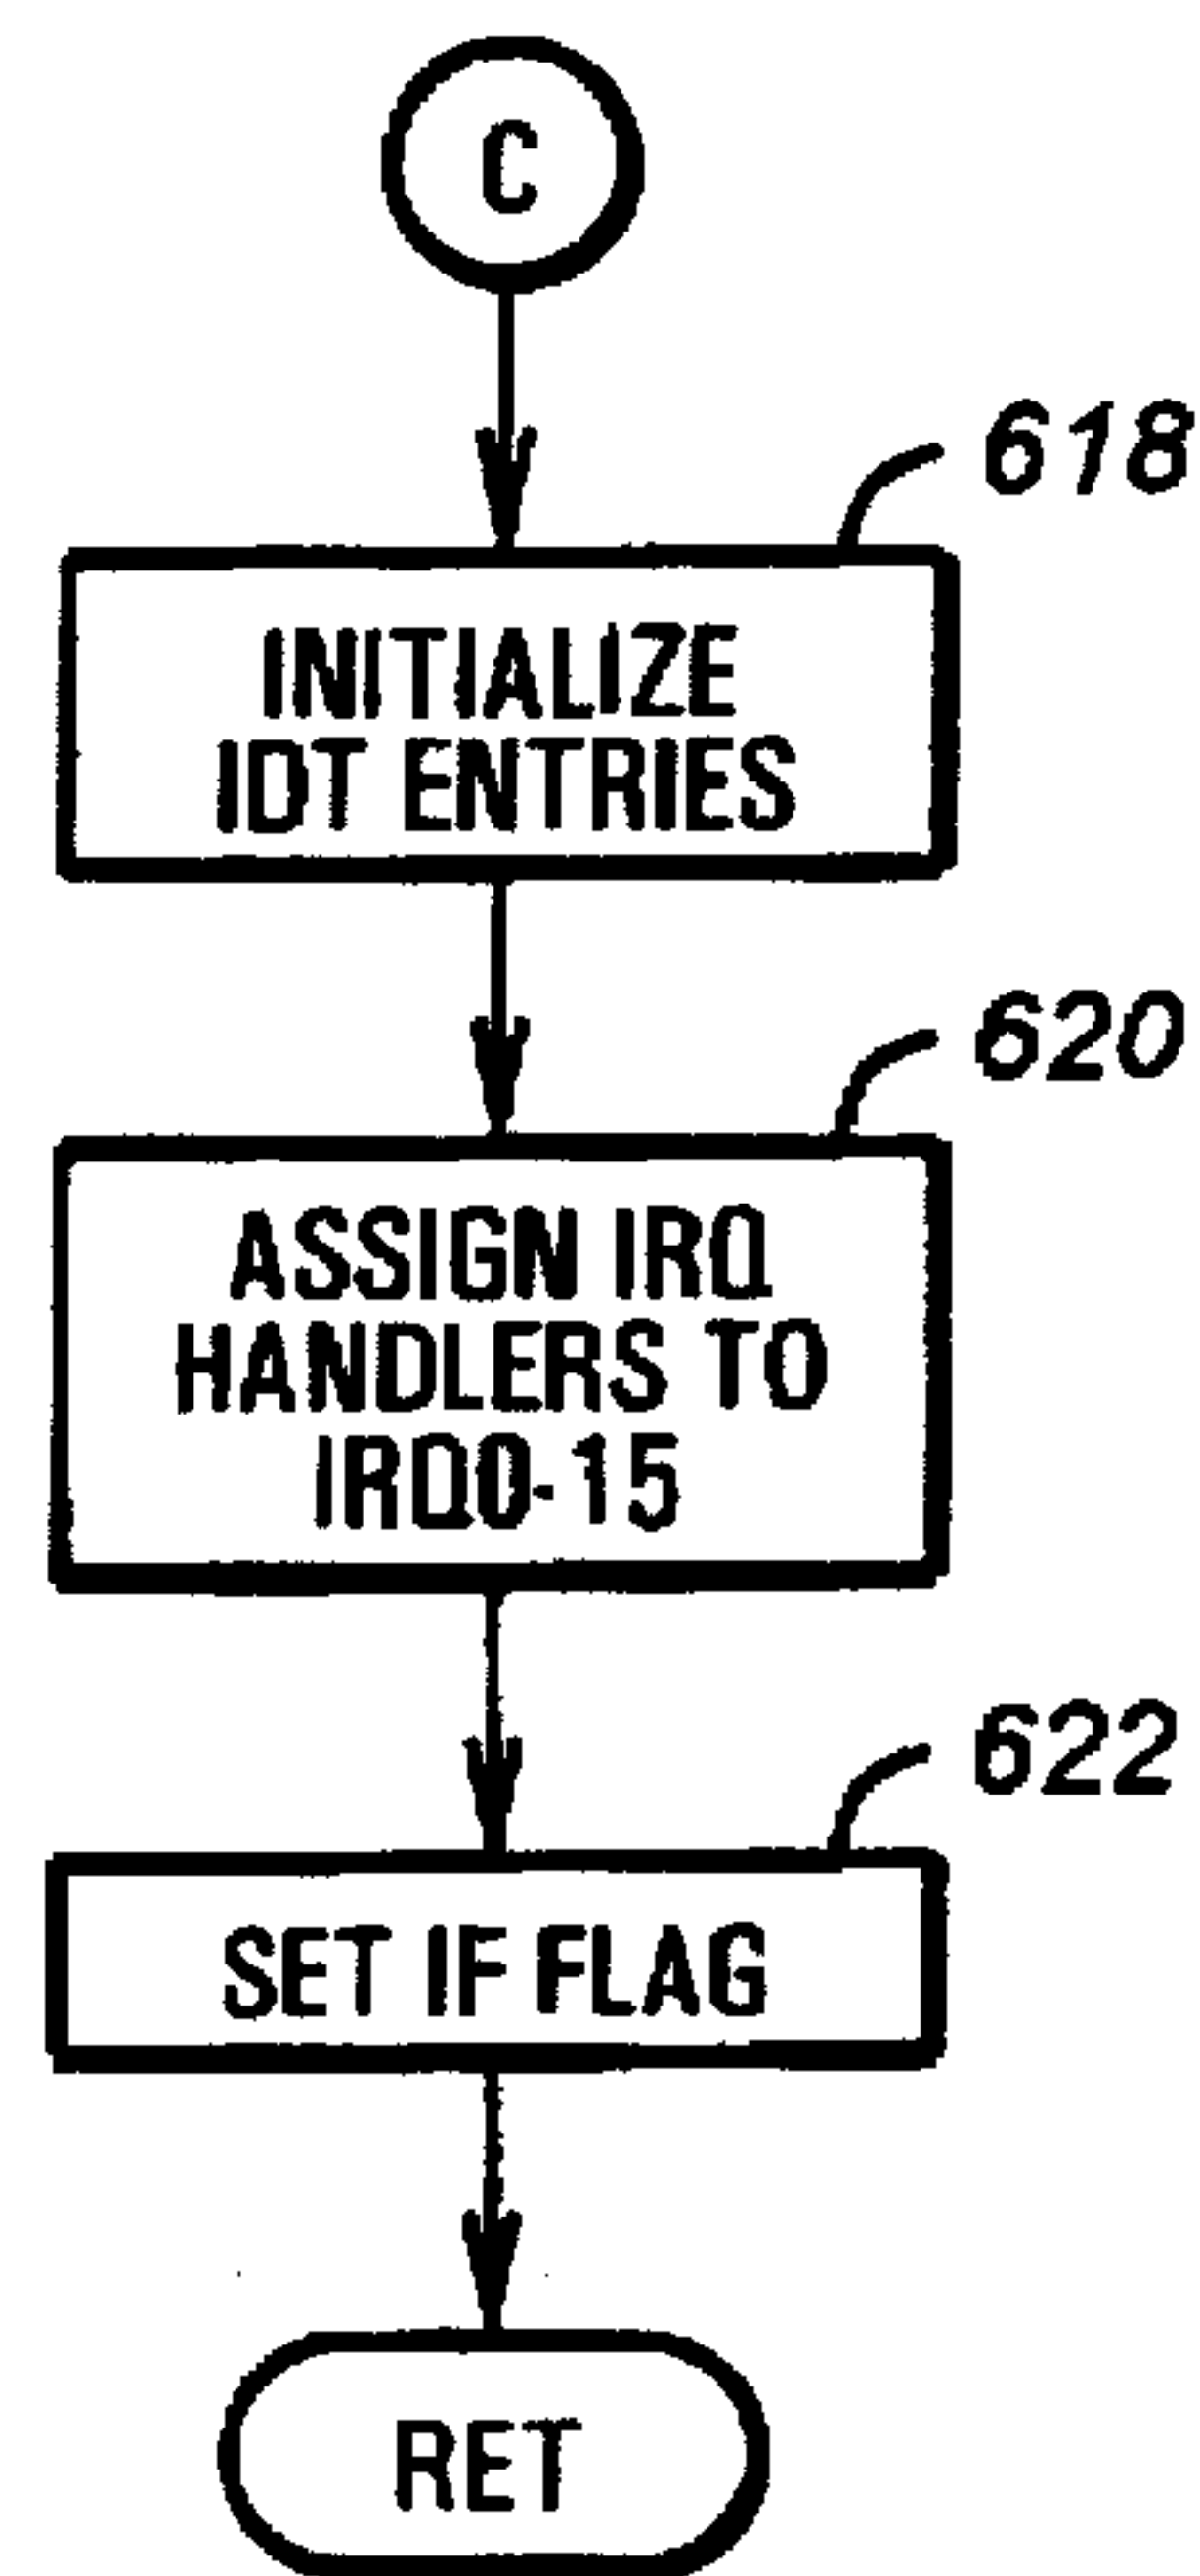 C
618
INITIALIZE
IDT ENTRIES
620
ASSIGN IRQ
HANDLERS TO
IRQ0-15
622
SET IF FLAG
RET